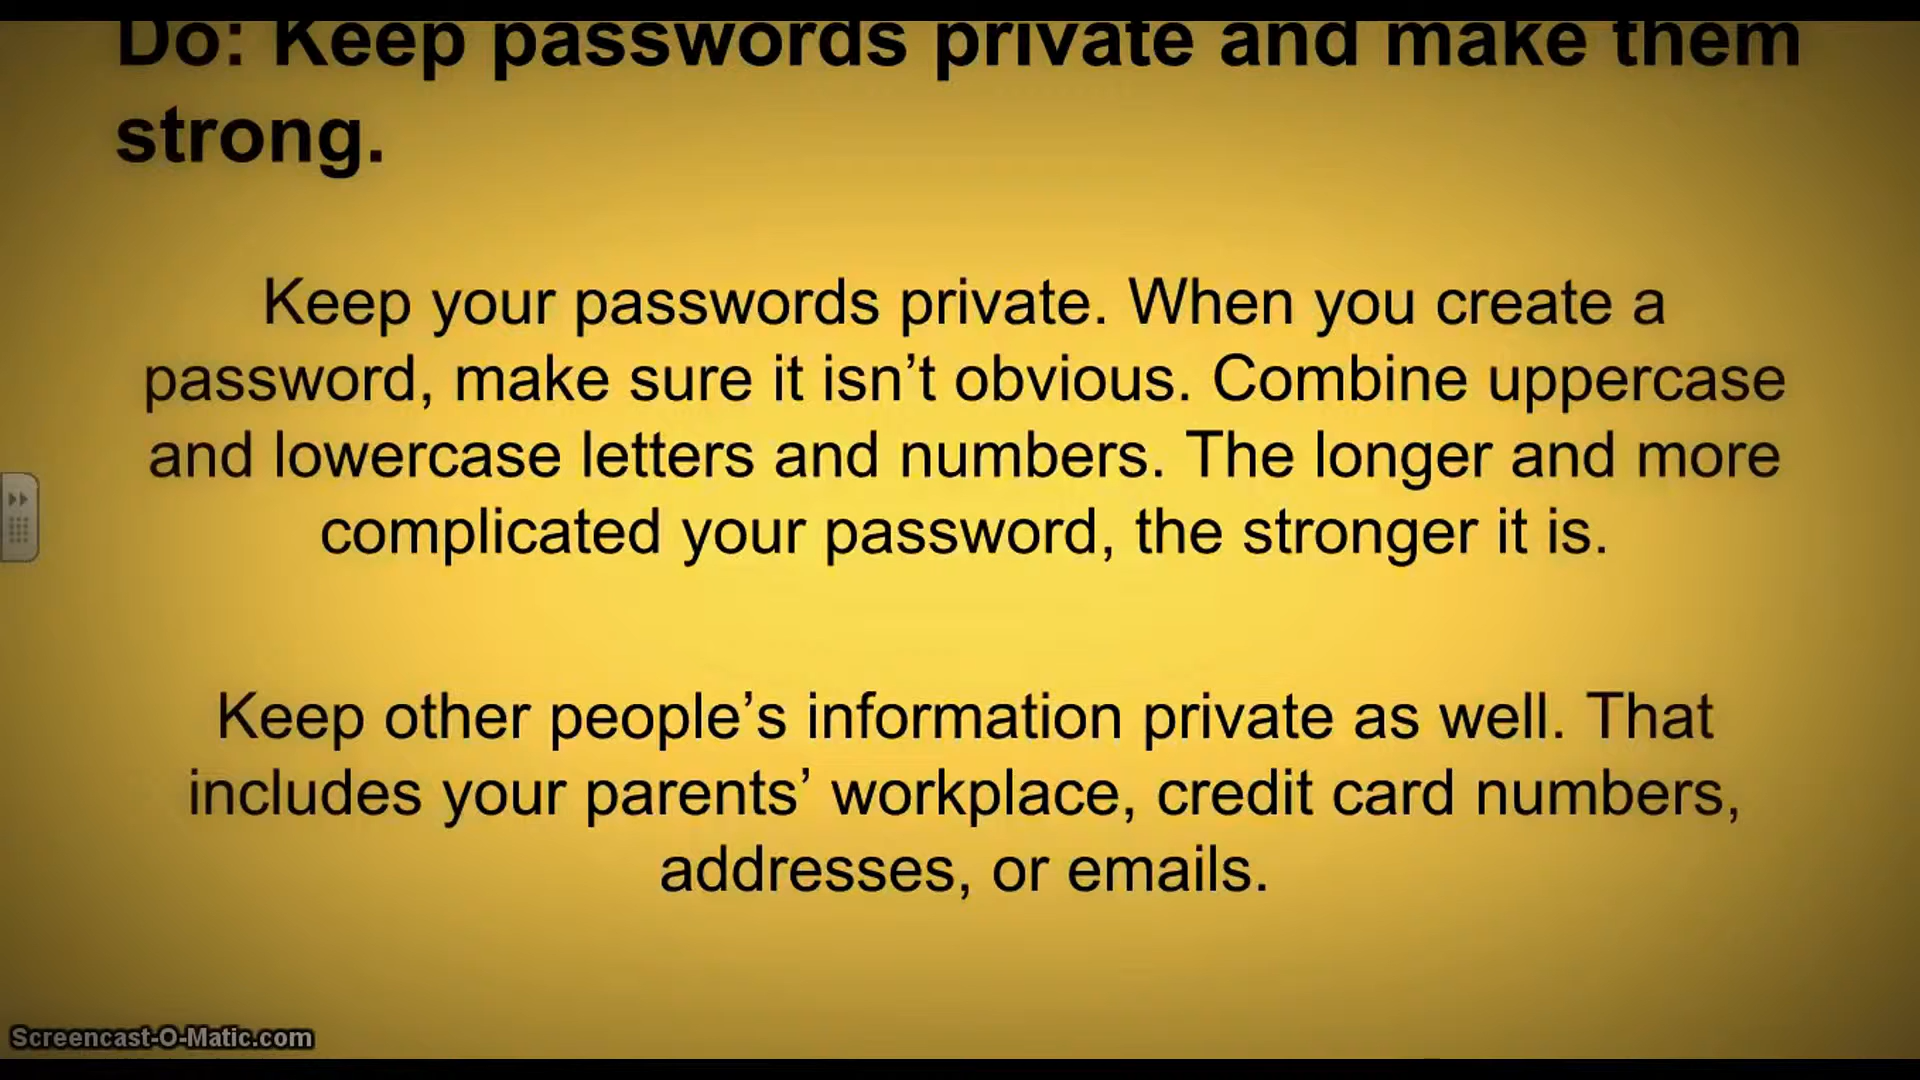 Do: Keep passwords private and make them
strong.
Keep your passwords private. When you create a
password, make sure it isn’t obvious. Combine uppercase
and lowercase letters and numbers. The longer and more
complicated your password, the stronger it is.
Keep other people’s information private as well. That
includes your parents’ workplace, credit card numbers,
addresses, or emails.
Screencast-O-Matic.com